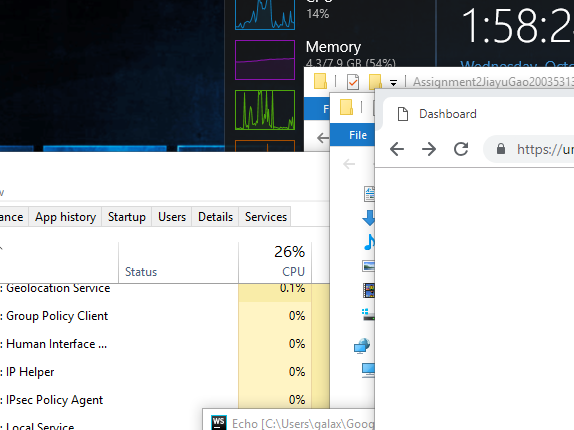 14%
Memory
4.3/7.9 GB (54%)
1:58:2
Wednesday, Octo
Assignment2JiayuGao2003531
File
Dashboard
https://ur
App history
Startup
Users
Details
Services
26%
Status
CPU
Geolocation Service
0.1%
Group Policy Client
0%
Human Interface ...
0%
IP Helper
0%
IPsec Policy Agent
0%
Local Service
WS
Echo [C:\Users\galax\Goog